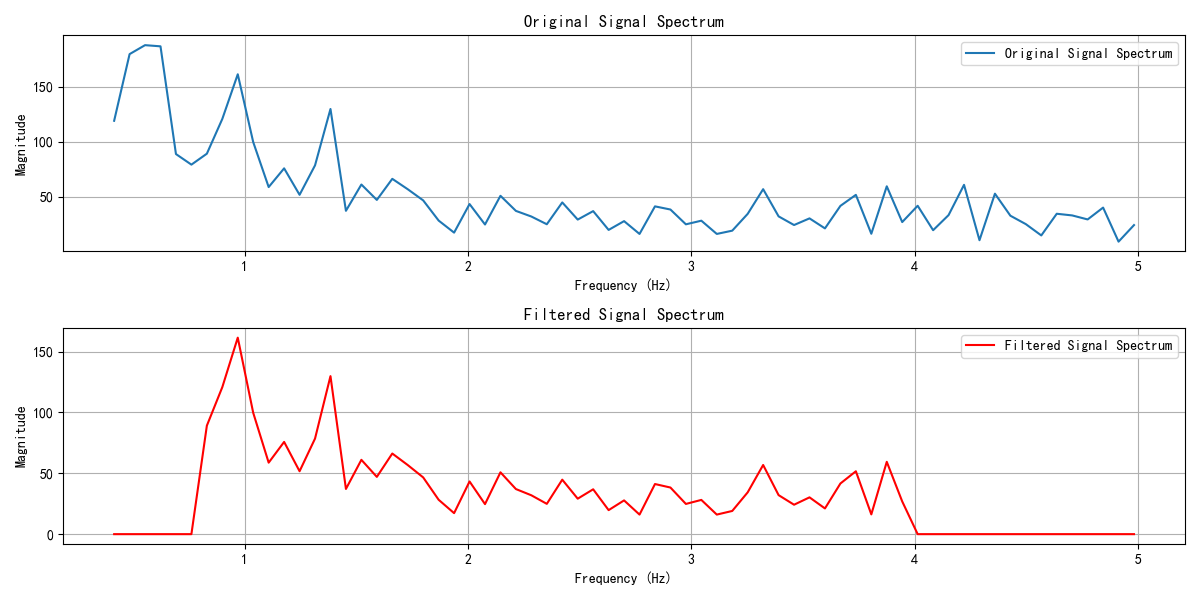 Original Signal Spectrum
Original Signal Spectrum
Magnitude
150
100
50
1 2 3 4 5
Frequency (Hz)
Filtered Signal Spectrum
Filtered Signal Spectrum
Magnitude
150
100
50
0
1 2 3 4 5
Frequency (Hz)